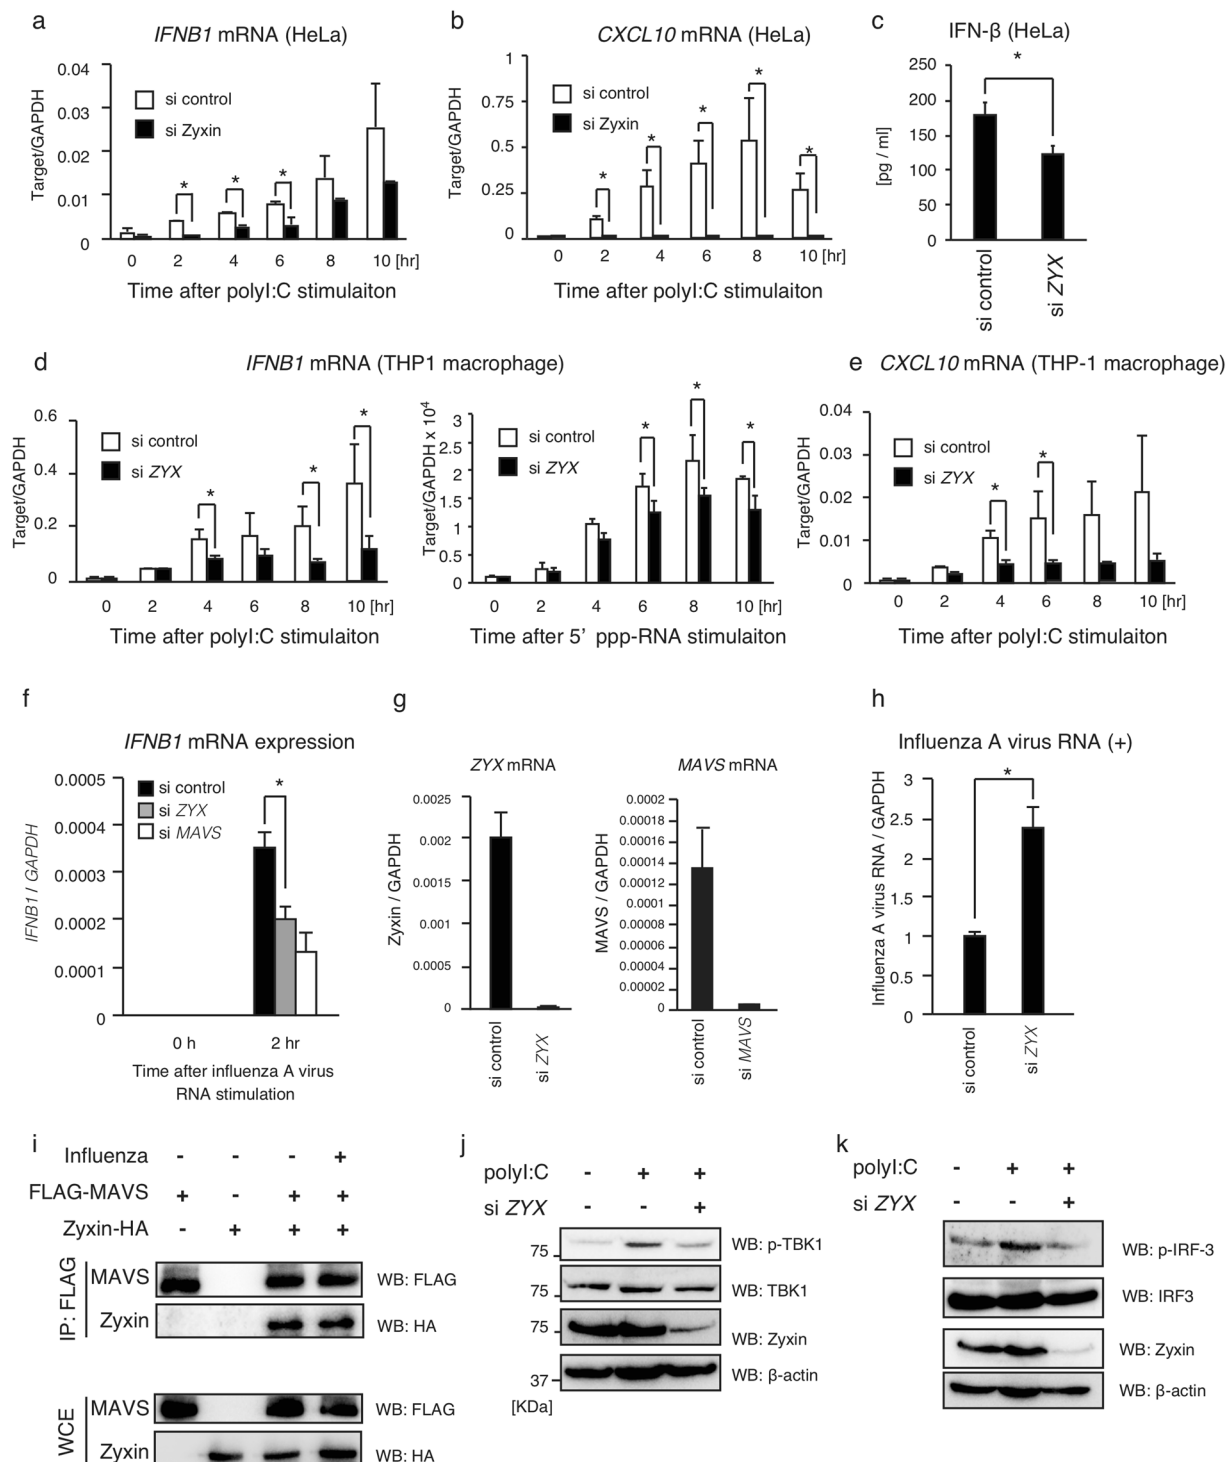 a
IFNB1 mRNA (HeLa)
0.04
0.03
0.02
0.01
0
Target/GAPDH
si control
si Zyxin
* * *
0 2 4 6 8 10 [hr]
Time after polyI:C stimulaiton
b
CXCL10 mRNA (HeLa)
1
0.75
0.5
0.25
0
Target/GAPDH
si control
si Zyxin
* * * * *
0 2 4 6 8 10 [hr]
Time after polyI:C stimulaiton
c
IFN-β (HeLa)
250
200
150
100
50
0
[pg / ml]
*
si control
si ZYX
d
IFNB1 mRNA (THP1 macrophage)
0.6
0.4
0.2
0
Target/GAPDH
si control
si ZYX
* * *
0 2 4 6 8 10 [hr]
Time after polyI:C stimulaiton
3
2.5
2
1.5
1
0.5
0
Target/GAPDH x 10⁴
si control
si ZYX
* * *
0 2 4 6 8 10 [hr]
Time after 5’ ppp-RNA stimulaiton
e
CXCL10 mRNA (THP-1 macrophage)
0.04
0.03
0.02
0.01
0
Target/GAPDH
si control
si ZYX
* *
0 2 4 6 8 10 [hr]
Time after polyI:C stimulaiton
f
IFNB1 mRNA expression
0.0005
0.0004
0.0003
0.0002
0.0001
0
IFNB1 / GAPDH
si control
si ZYX
si MAVS
*
0 h 2 hr
Time after influenza A virus
RNA stimulation
g
ZYX mRNA
0.0025
0.002
0.0015
0.001
0.0005
0
Zyxin / GAPDH
si control
si ZYX
MAVS mRNA
0.0002
0.00018
0.00016
0.00014
0.00012
0.0001
0.00008
0.00006
0.00004
0.00002
0
MAVS / GAPDH
si control
si MAVS
h
Influenza A virus RNA (+)
3
2.5
2
1.5
1
0.5
0
Influenza A virus RNA / GAPDH
*
si control
si ZYX
i
Influenza - - - +
FLAG-MAVS + - + +
Zyxin-HA - + + +
IP: FLAG
MAVS WB: FLAG
Zyxin WB: HA
WCE
MAVS WB: FLAG
Zyxin WB: HA
j
polyI:C - + +
si ZYX - - +
75 WB: p-TBK1
75 WB: TBK1
75 WB: Zyxin
37 WB: β-actin
[KDa]
k
polyI:C - + +
si ZYX - - +
WB: p-IRF-3
WB: IRF3
WB: Zyxin
WB: β-actin